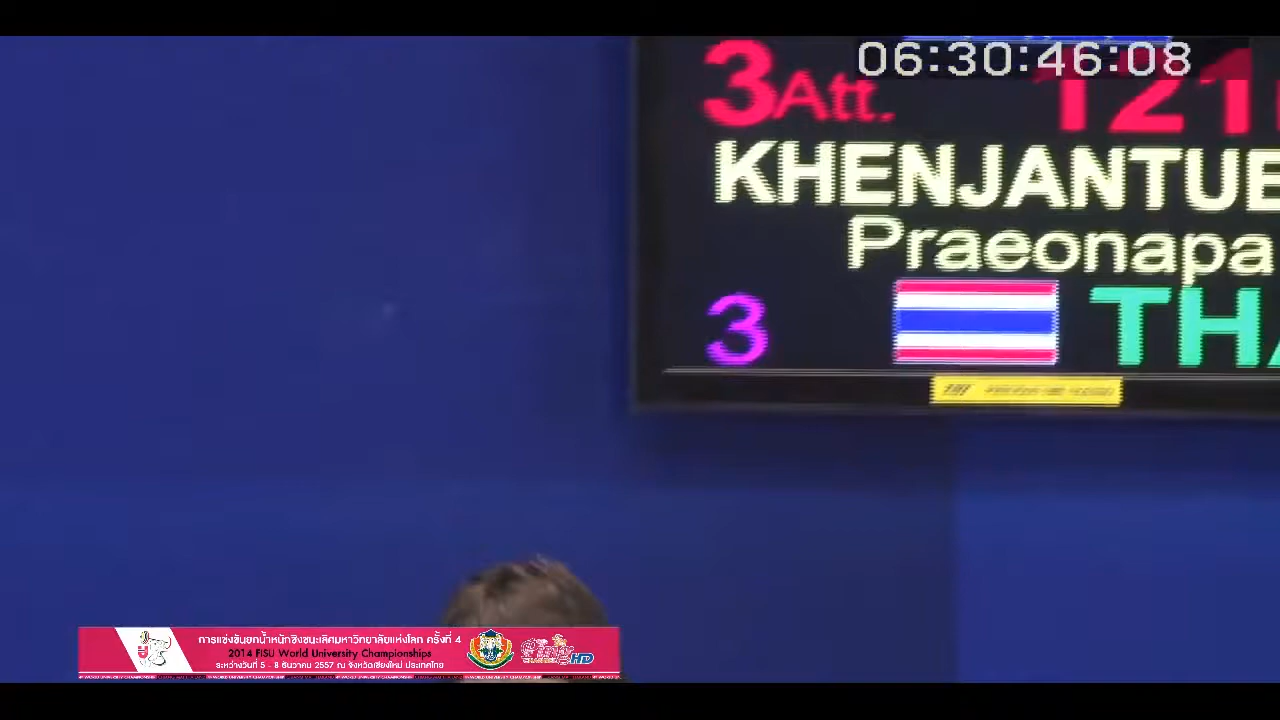 06:30:46:08
3 Att. 121
KHENJANTUE
Praeonapa
3 THA
การแข่งขันยกน้ำหนักชิงชนะเลิศมหาวิทยาลัยแห่งโลก ครั้งที่ 4
2014 FISU World University Championships
ระหว่างวันที่ 5 - 8 ธันวาคม 2557 ณ จังหวัดเชียงใหม่ ประเทศไทย
HD